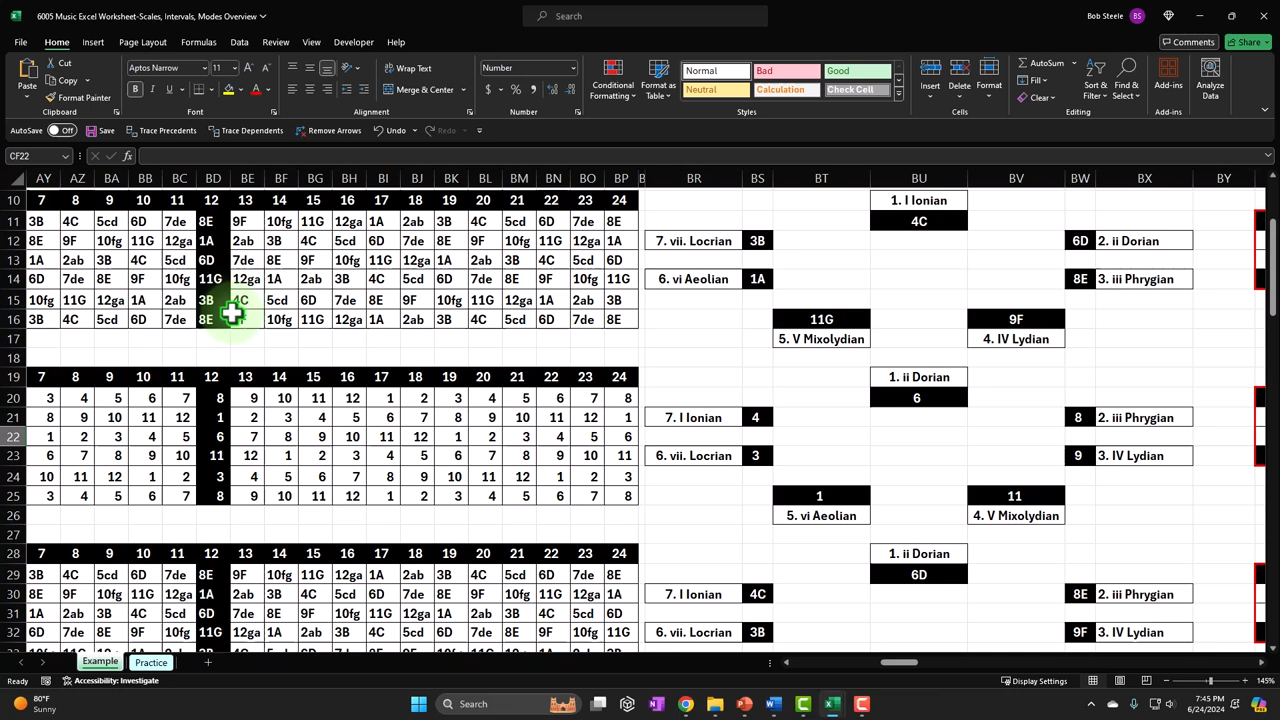 6005 Music Excel Worksheet-Scales, Intervals, Modes Overview
Search
Bob Steele BS
File Home Insert Page Layout Formulas Data Review View Developer Help Comments Share
Paste Cut Copy Format Painter
Aptos Narrow 11
B I U
Wrap Text Merge & Center
Number
Conditional Formatting Format as Table
Normal Bad Good
Neutral Calculation Check Cell
Insert Delete Format
AutoSum Fill Clear
Sort & Filter Find & Select
Add-ins Analyze Data
Clipboard Font Alignment Number Styles Cells Editing Add-ins
AutoSave Off Save Trace Precedents Trace Dependents Remove Arrows Undo Redo
CF22 fx
AY AZ BA BB BC BD BE BF BG BH BI BJ BK BL BM BN BO BP B BR BS BT BU BV BW BX BY
10 7 8 9 10 11 12 13 14 15 16 17 18 19 20 21 22 23 24 1. I Ionian
11 3B 4C 5cd 6D 7de 8E 9F 10fg 11G 12ga 1A 2ab 3B 4C 5cd 6D 7de 8E 4C
12 8E 9F 10fg 11G 12ga 1A 2ab 3B 4C 5cd 6D 7de 8E 9F 10fg 11G 12ga 1A 7. vii. Locrian 3B 6D 2. ii Dorian
13 1A 2ab 3B 4C 5cd 6D 7de 8E 9F 10fg 11G 12ga 1A 2ab 3B 4C 5cd 6D
14 6D 7de 8E 9F 10fg 11G 12ga 1A 2ab 3B 4C 5cd 6D 7de 8E 9F 10fg 11G 6. vi Aeolian 1A 8E 3. iii Phrygian
15 10fg 11G 12ga 1A 2ab 3B 4C 5cd 6D 7de 8E 9F 10fg 11G 12ga 1A 2ab 3B
16 3B 4C 5cd 6D 7de 8E 10fg 11G 12ga 1A 2ab 3B 4C 5cd 6D 7de 8E 11G 9F
17 5. V Mixolydian 4. IV Lydian
18
19 7 8 9 10 11 12 13 14 15 16 17 18 19 20 21 22 23 24 1. ii Dorian
20 3 4 5 6 7 8 9 10 11 12 1 2 3 4 5 6 7 8 6
21 8 9 10 11 12 1 2 3 4 5 6 7 8 9 10 11 12 1 7. I Ionian 4 8 2. iii Phrygian
22 1 2 3 4 5 6 7 8 9 10 11 12 1 2 3 4 5 6
23 6 7 8 9 10 11 12 1 2 3 4 5 6 7 8 9 10 11 6. vii. Locrian 3 9 3. IV Lydian
24 10 11 12 1 2 3 4 5 6 7 8 9 10 11 12 1 2 3
25 3 4 5 6 7 8 9 10 11 12 1 2 3 4 5 6 7 8 1 11
26 5. vi Aeolian 4. V Mixolydian
27
28 7 8 9 10 11 12 13 14 15 16 17 18 19 20 21 22 23 24 1. ii Dorian
29 3B 4C 5cd 6D 7de 8E 9F 10fg 11G 12ga 1A 2ab 3B 4C 5cd 6D 7de 8E 6D
30 8E 9F 10fg 11G 12ga 1A 2ab 3B 4C 5cd 6D 7de 8E 9F 10fg 11G 12ga 1A 7. I Ionian 4C 8E 2. iii Phrygian
31 1A 2ab 3B 4C 5cd 6D 7de 8E 9F 10fg 11G 12ga 1A 2ab 3B 4C 5cd 6D
32 6D 7de 8E 9F 10fg 11G 12ga 1A 2ab 3B 4C 5cd 6D 7de 8E 9F 10fg 11G 6. vii. Locrian 3B 9F 3. IV Lydian
Example Practice
Ready Accessibility: Investigate Display Settings 145%
80°F
Sunny
Search
7:45 PM
6/24/2024